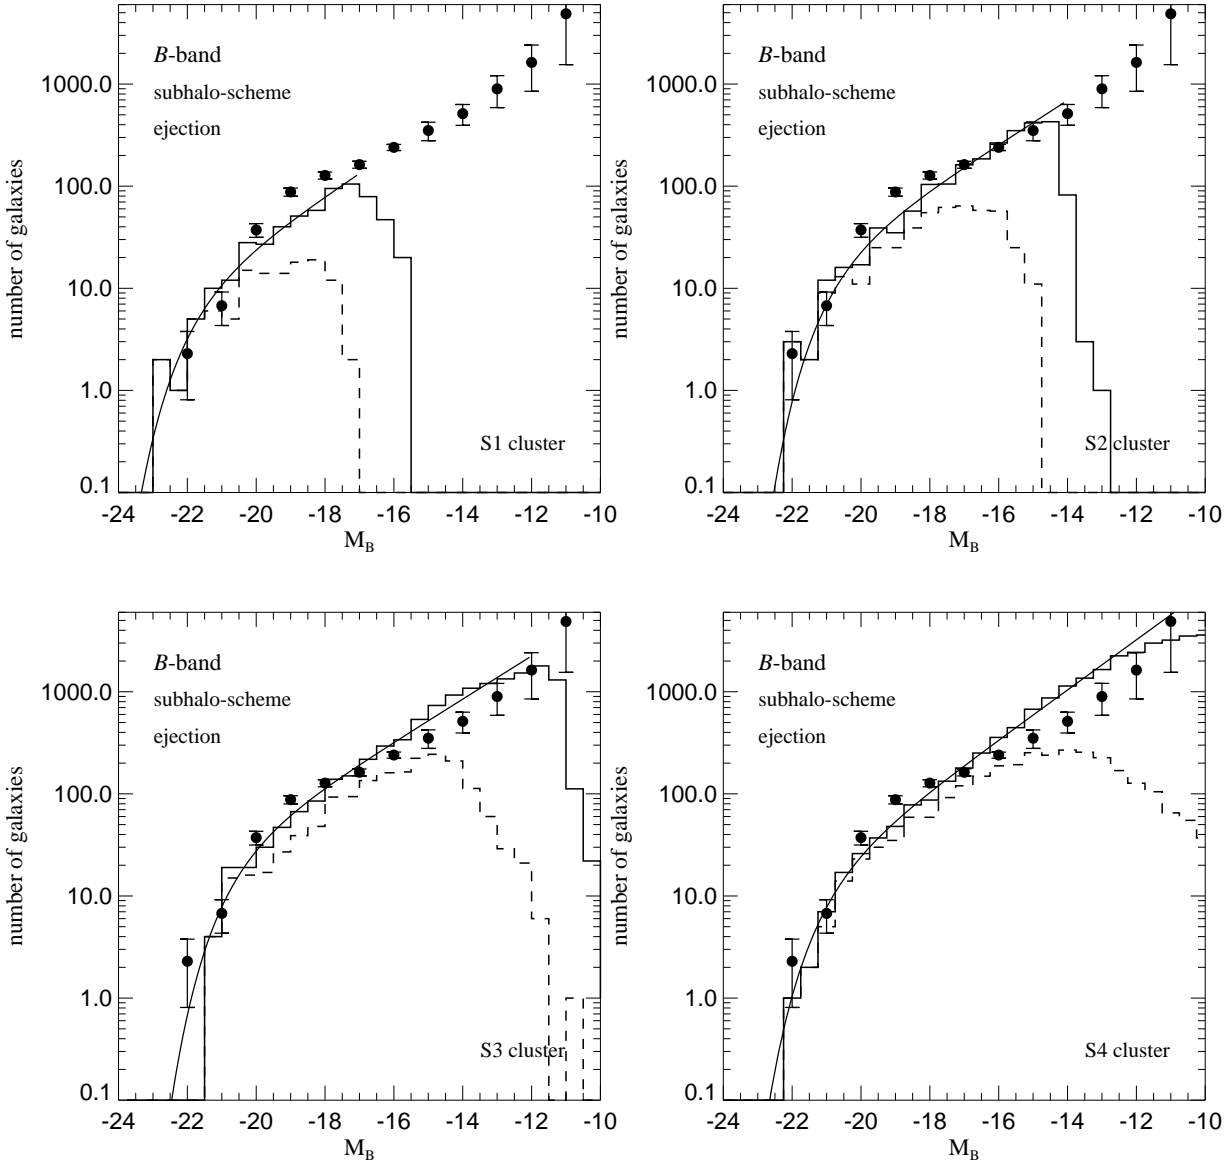 B-band
subhalo-scheme
ejection
1000.0
100.0
10.0
1.0
0.1
number of galaxies
S1 cluster
-24 -22 -20 -18 -16 -14 -12 -10
M_B
B-band
subhalo-scheme
ejection
1000.0
100.0
10.0
1.0
0.1
number of galaxies
S2 cluster
-24 -22 -20 -18 -16 -14 -12 -10
M_B
B-band
subhalo-scheme
ejection
1000.0
100.0
10.0
1.0
0.1
number of galaxies
S3 cluster
-24 -22 -20 -18 -16 -14 -12 -10
M_B
B-band
subhalo-scheme
ejection
1000.0
100.0
10.0
1.0
0.1
number of galaxies
S4 cluster
-24 -22 -20 -18 -16 -14 -12 -10
M_B